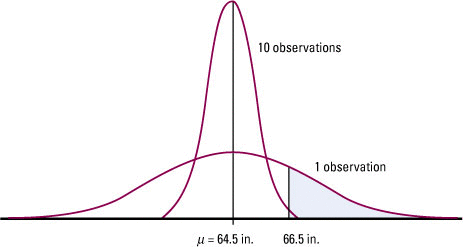 10 observations
1 observation
μ = 64.5 in. 66.5 in.